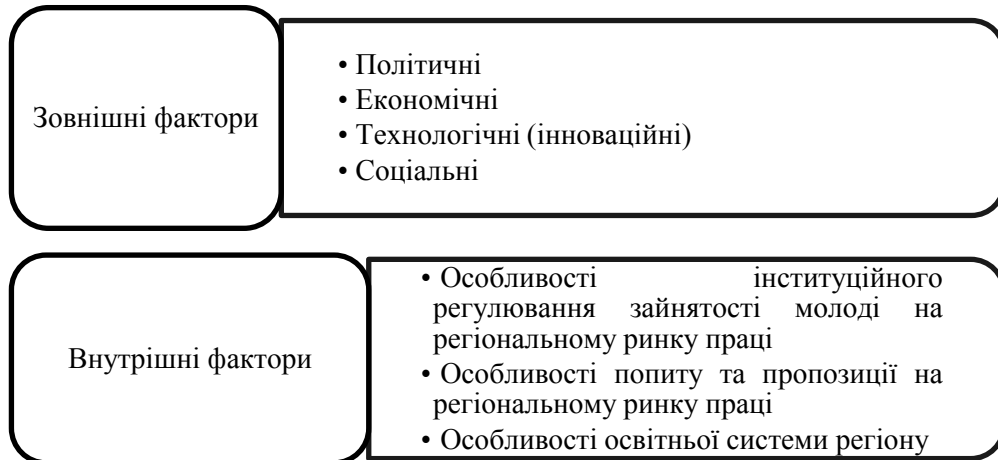 Зовнішні фактори
• Політичні
• Економічні
• Технологічні (інноваційні)
• Соціальні
Внутрішні фактори
• Особливості інституційного
регулювання зайнятості молоді на
регіональному ринку праці
• Особливості попиту та пропозиції на
регіональному ринку праці
• Особливості освітньої системи регіону